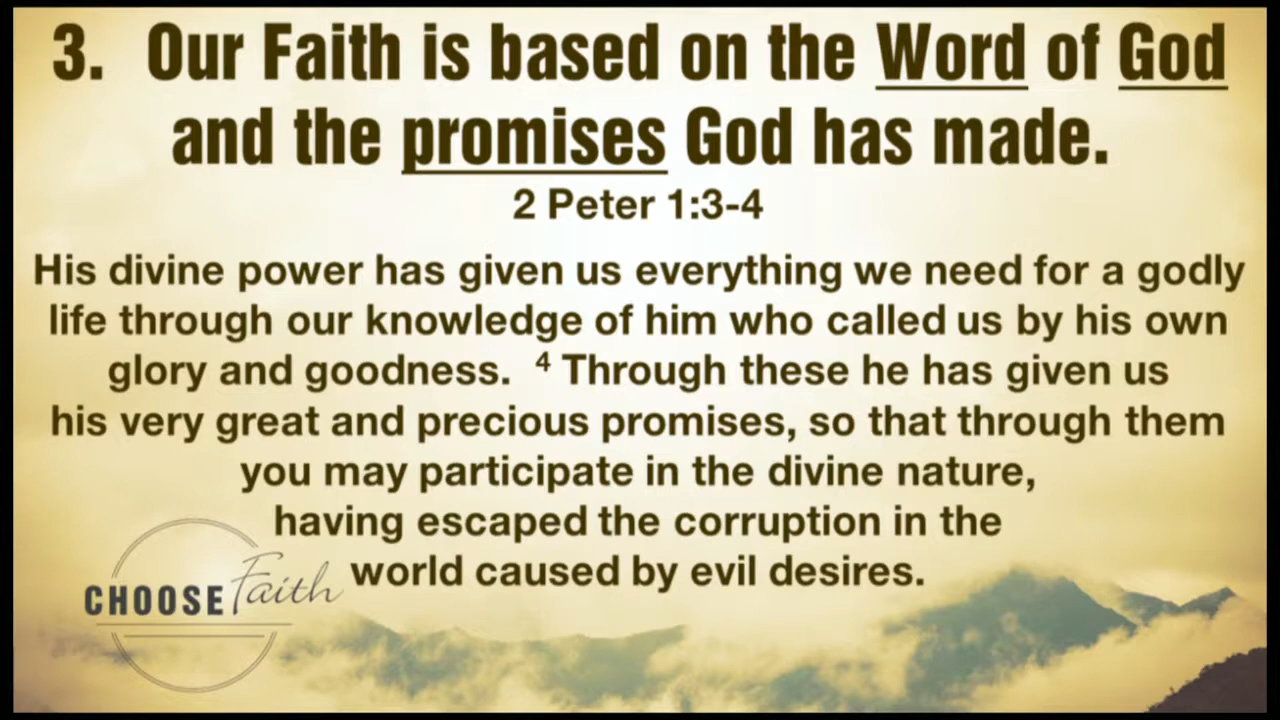 3. Our Faith is based on the Word of God
and the promises God has made.
2 Peter 1:3-4
His divine power has given us everything we need for a godly
life through our knowledge of him who called us by his own
glory and goodness. ⁴ Through these he has given us
his very great and precious promises, so that through them
you may participate in the divine nature,
having escaped the corruption in the
world caused by evil desires.
CHOOSE Faith